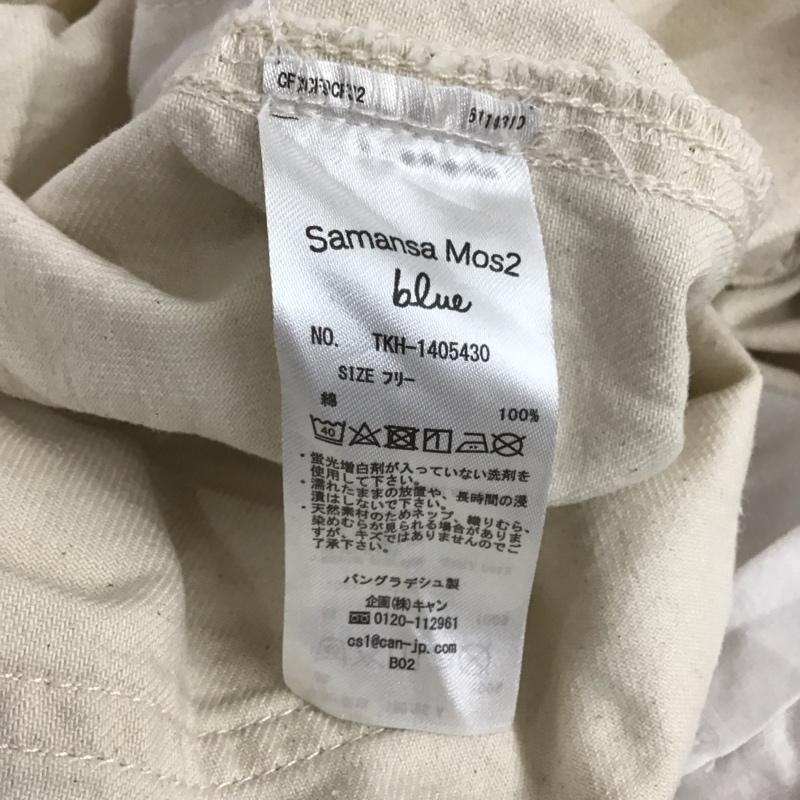 Samansa Mos2
blue
NO. TKH-1405430
SIZE フリー
綿 100%
40
・蛍光増白剤が入っていない洗剤を
使用して下さい。
・濡れたままの放置や、長時間の浸
漬はしないで下さい。
・天然素材のためネップ、織りむら、
染めむらが見られる場合がありま
すが、キズではありませんのでご
了承下さい。
バングラデシュ製
企画(株)キャン
0120-112961
cs1@can-jp.com
B02